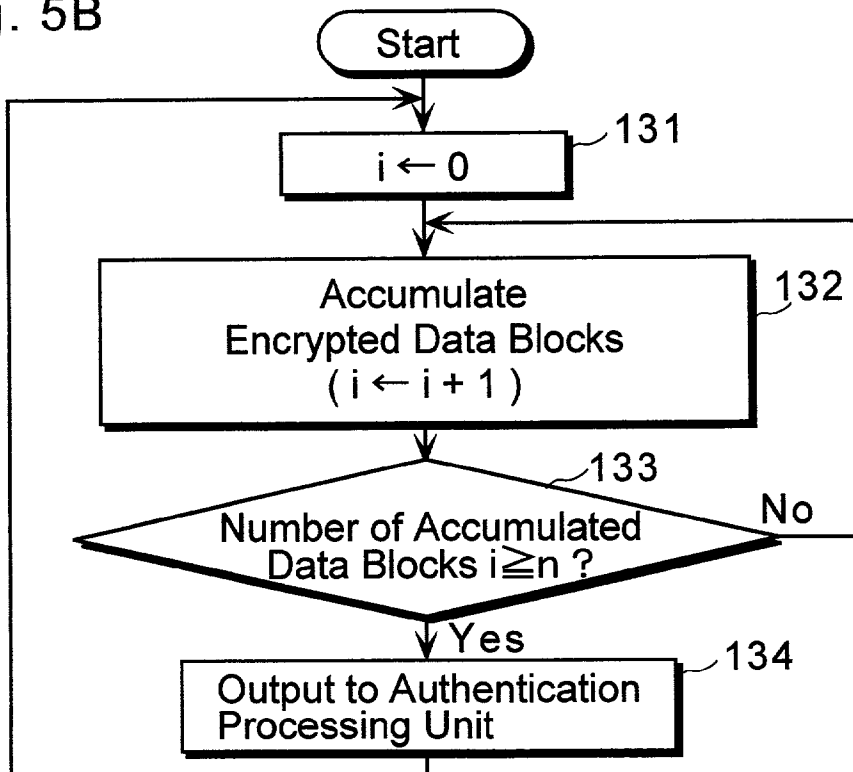 . 5B
Start
131
i ← 0
132
Accumulate
Encrypted Data Blocks
( i ← i + 1 )
133
Number of Accumulated
Data Blocks i≧n ?
No
Yes
134
Output to Authentication
Processing Unit